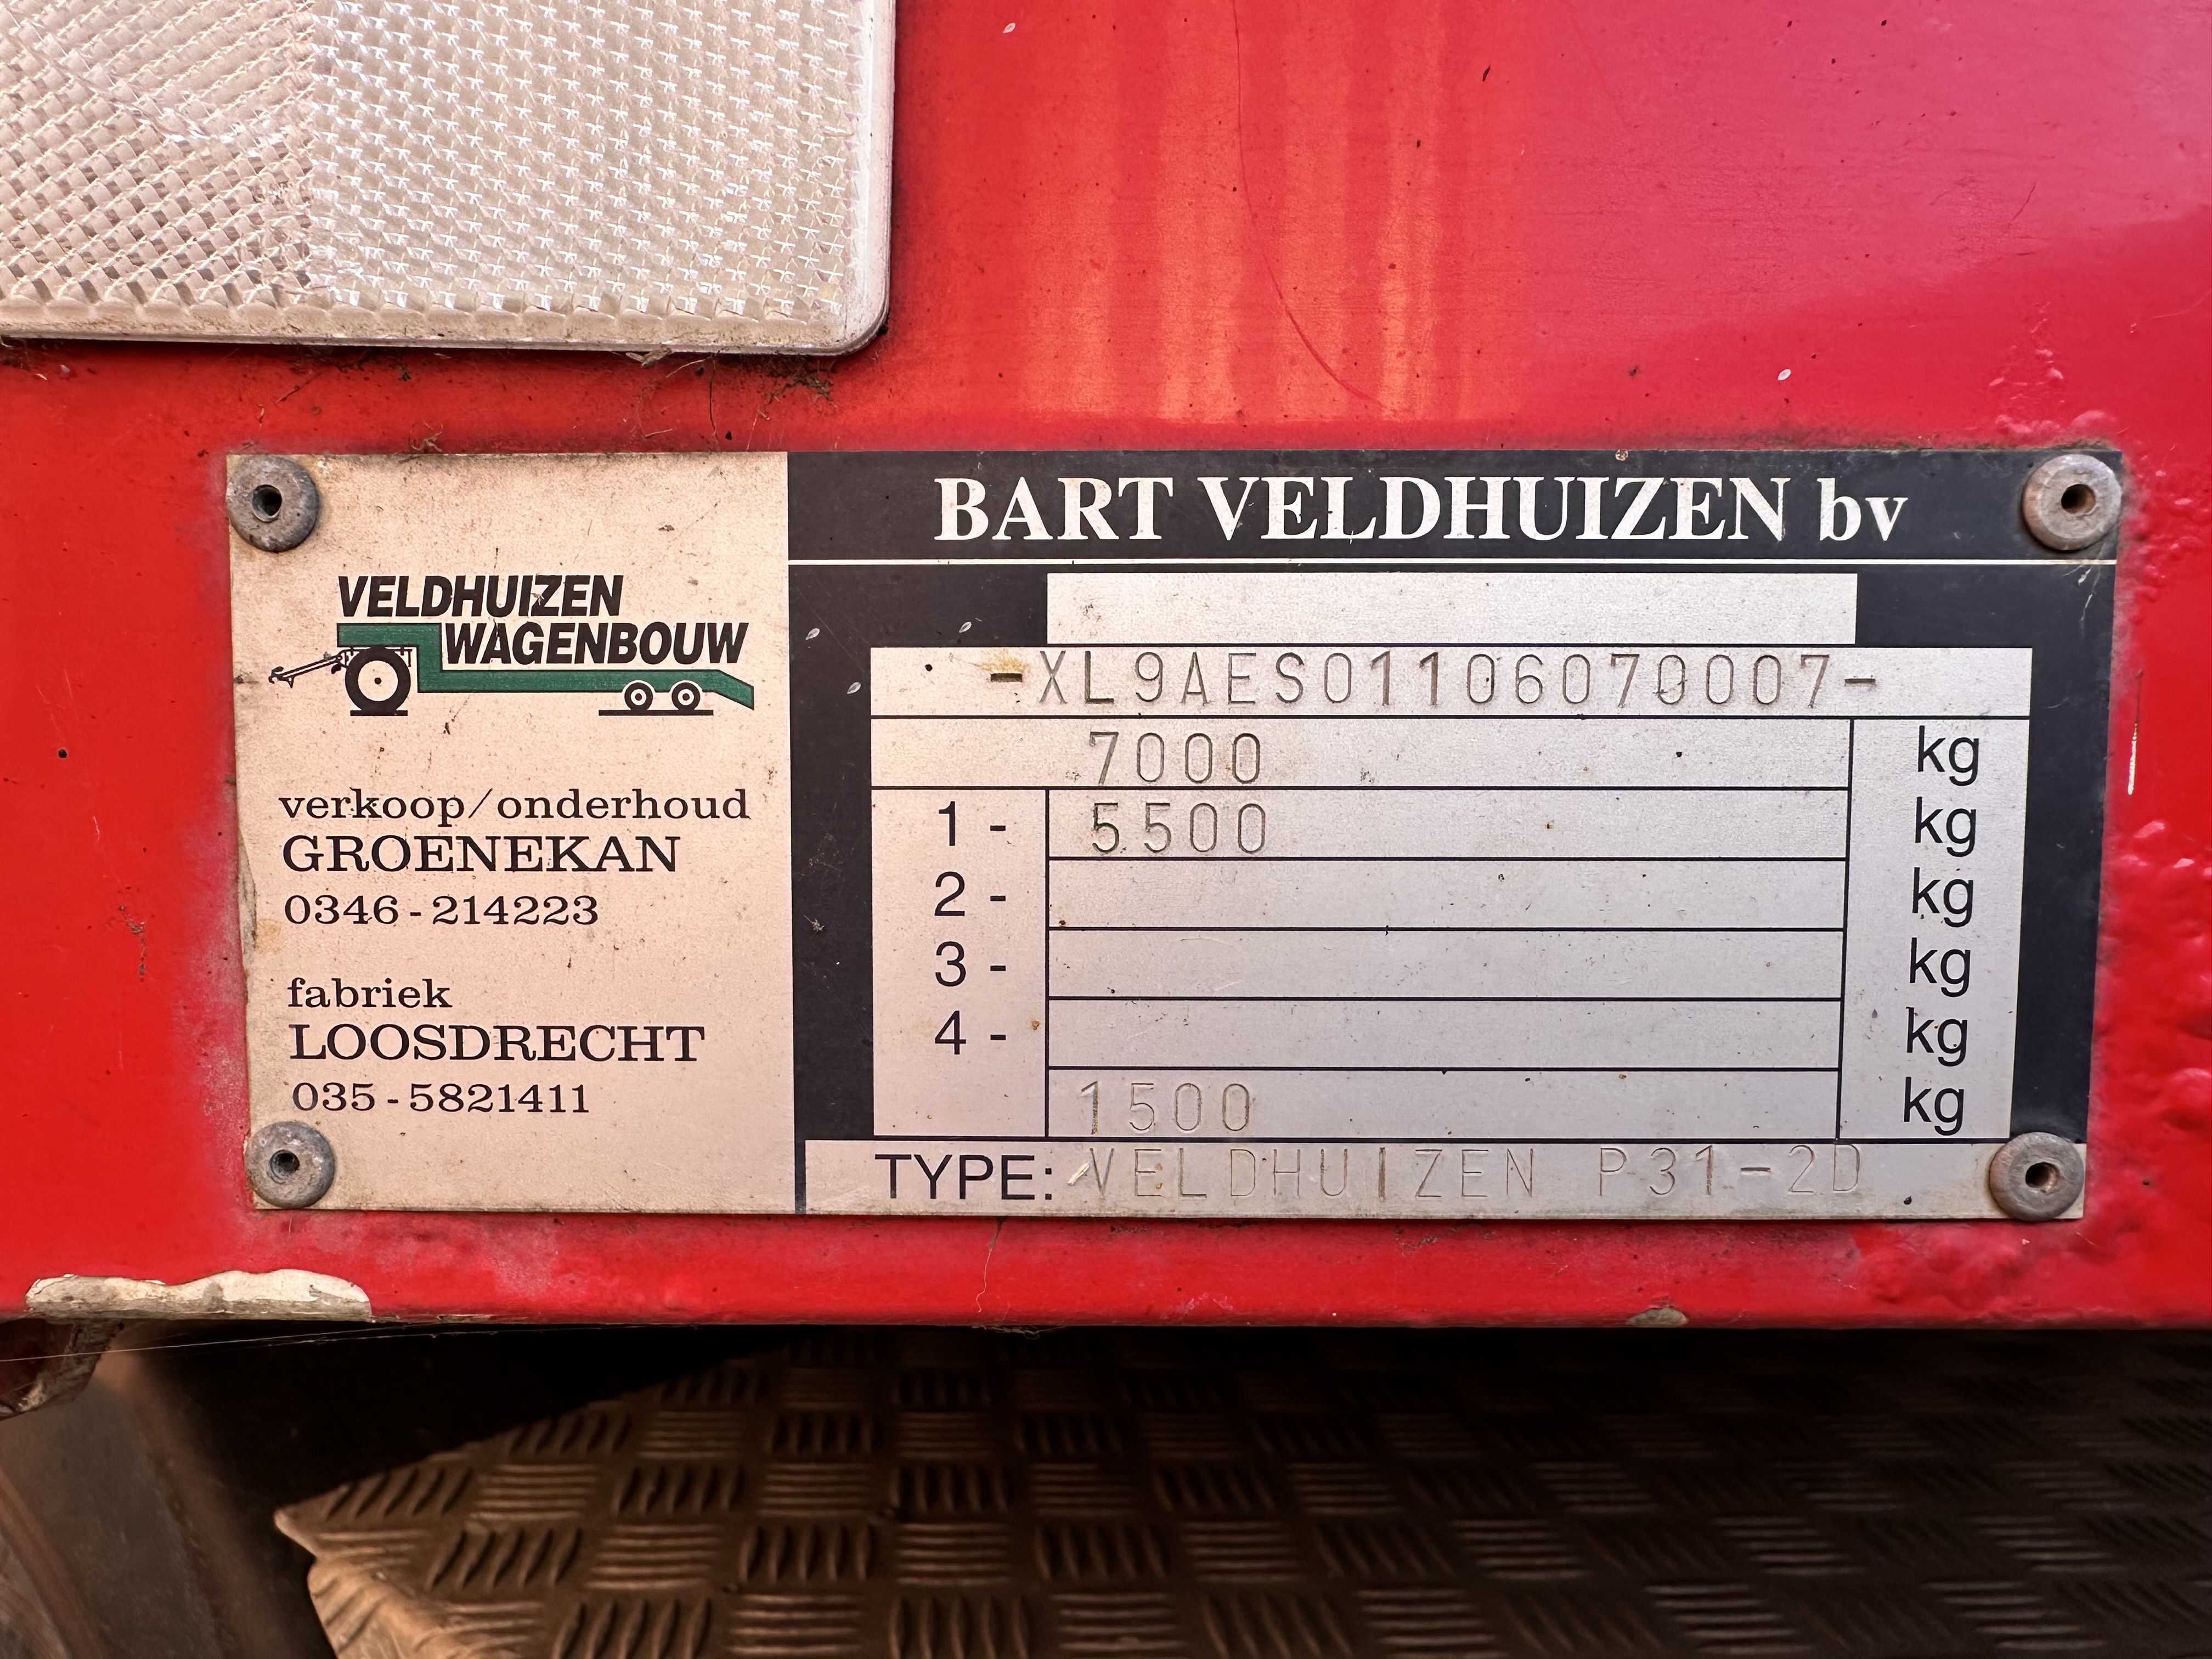 VELDHUIZEN
WAGENBOUW
verkoop/onderhoud
GROENEKAN
0346-214223
fabriek
LOOSDRECHT
035-5821411
BART VELDHUIZEN bv
-XL9AES01106070007-
7000 kg
1- 5500 kg
2- kg
3- kg
4- kg
1500 kg
TYPE: VELDHUIZEN P31-2D